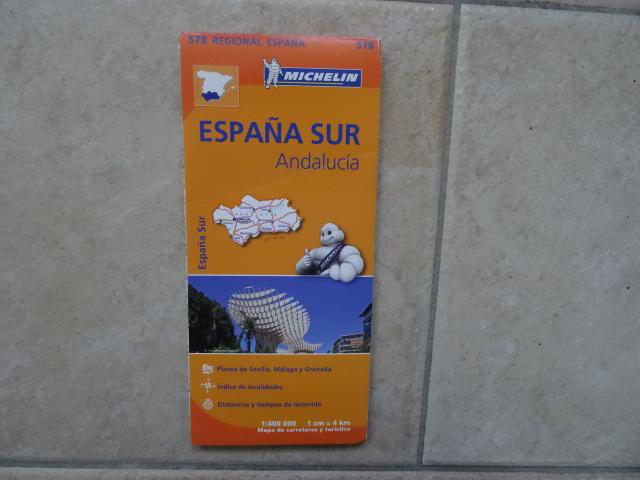 578 REGIONAL ESPAÑA 578
MICHELIN
ESPAÑA SUR
Andalucía
España Sur
MICHELIN
Planos de Sevilla, Málaga y Granada
Índice de localidades
Distancias y tiempos de recorrido
1:400 000 1 cm = 4 km
Mapa de carreteras y turístico